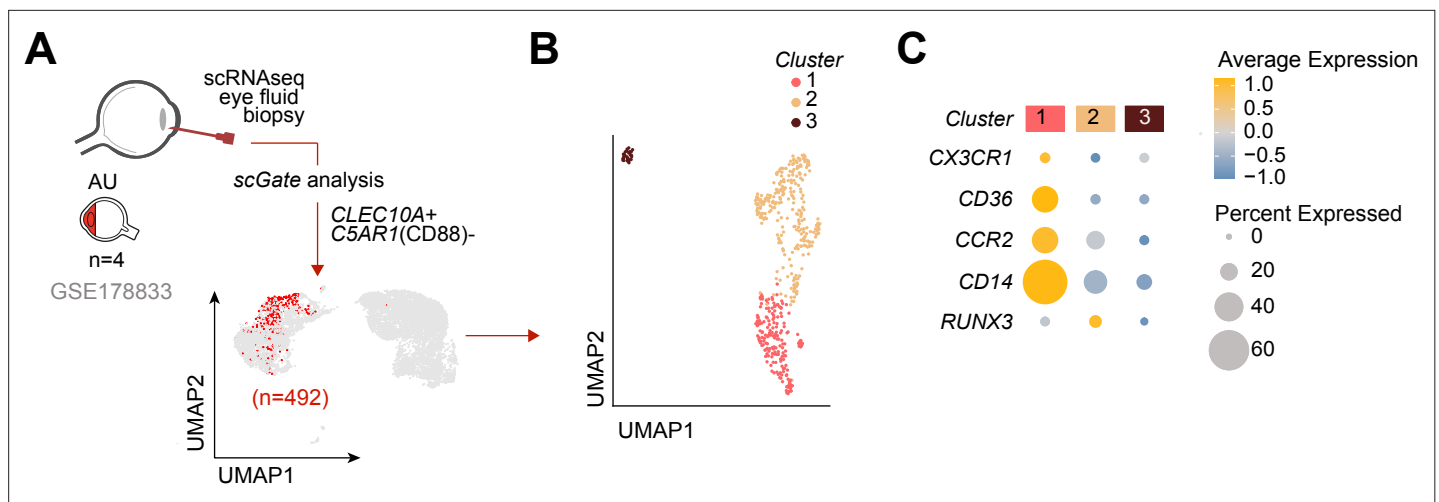 A
scRNAseq
eye fluid
biopsy
AU
n=4
GSE178833
scGate analysis
CLEC10A+
C5AR1(CD88)-
(n=492)
UMAP2
UMAP1
B
Cluster
1
2
3
UMAP2
UMAP1
C
Cluster 1 2 3
CX3CR1
CD36
CCR2
CD14
RUNX3
Average Expression
1.0
0.5
0.0
−0.5
−1.0
Percent Expressed
0
20
40
60